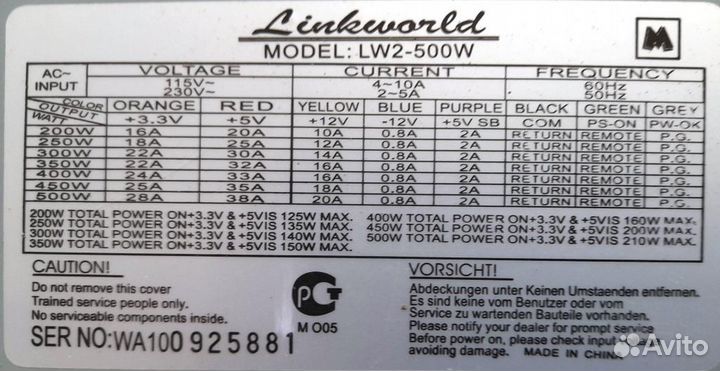 Linkworld
MODEL: LW2-500W
M
AC~ INPUT VOLTAGE CURRENT FREQUENCY
115V~ 4~10A 60Hz
230V~ 2~5A 50Hz
COLOR OUTPUT WATT ORANGE RED YELLOW BLUE PURPLE BLACK GREEN GREY
+3.3V +5V +12V -12V +5V SB COM PS-ON PW-OK
200W 16A 20A 10A 0.8A 2A RETURN REMOTE P.G.
250W 18A 25A 12A 0.8A 2A RETURN REMOTE P.G.
300W 22A 30A 14A 0.8A 2A RETURN REMOTE P.G.
350W 22A 32A 16A 0.8A 2A RETURN REMOTE P.G.
400W 24A 33A 16A 0.8A 2A RETURN REMOTE P.G.
450W 25A 35A 18A 0.8A 2A RETURN REMOTE P.G.
500W 28A 38A 20A 0.8A 2A RETURN REMOTE P.G.
200W TOTAL POWER ON+3.3V & +5VIS 125W MAX.
250W TOTAL POWER ON+3.3V & +5VIS 135W MAX.
300W TOTAL POWER ON+3.3V & +5VIS 140W MAX.
350W TOTAL POWER ON+3.3V & +5VIS 150W MAX.
400W TOTAL POWER ON+3.3V & +5VIS 160W MAX.
450W TOTAL POWER ON+3.3V & +5VIS 200W MAX.
500W TOTAL POWER ON+3.3V & +5VIS 210W MAX.
CAUTION!
Do not remove this cover
Trained service people only.
No serviceable components inside.
SER NO:WA100925881
РСТ
M O05
VORSICHT!
Abdeckungen unter Keinen Umstaenden entfernen.
Es sind keine vom Benutzer oder vom
Service zu wartenden Bauteile vorhanden.
Please notify your dealer for prompt service
Before power on, please check input
avoiding damage. MADE IN CHINA
Avito